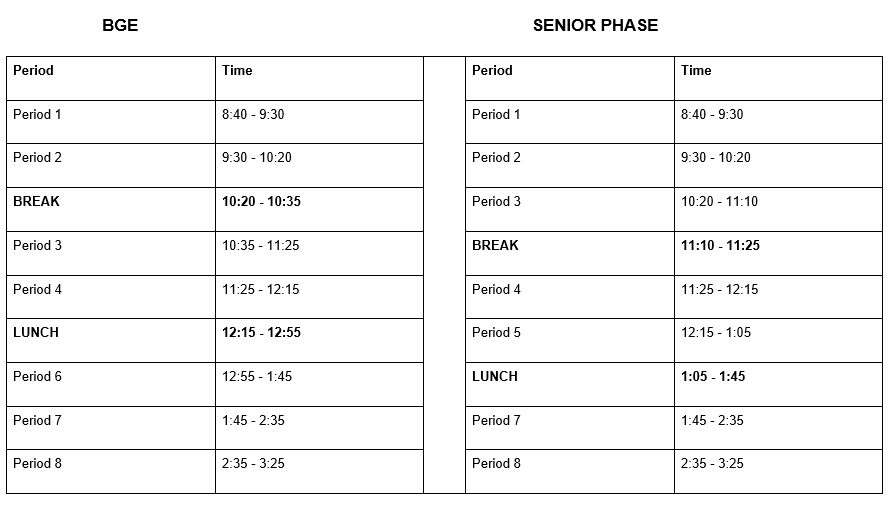 BGE SENIOR PHASE
Period Time Period Time
Period 1 8:40 - 9:30 Period 1 8:40 - 9:30
Period 2 9:30 - 10:20 Period 2 9:30 - 10:20
BREAK 10:20 - 10:35 Period 3 10:20 - 11:10
Period 3 10:35 - 11:25 BREAK 11:10 - 11:25
Period 4 11:25 - 12:15 Period 4 11:25 - 12:15
LUNCH 12:15 - 12:55 Period 5 12:15 - 1:05
Period 6 12:55 - 1:45 LUNCH 1:05 - 1:45
Period 7 1:45 - 2:35 Period 7 1:45 - 2:35
Period 8 2:35 - 3:25 Period 8 2:35 - 3:25